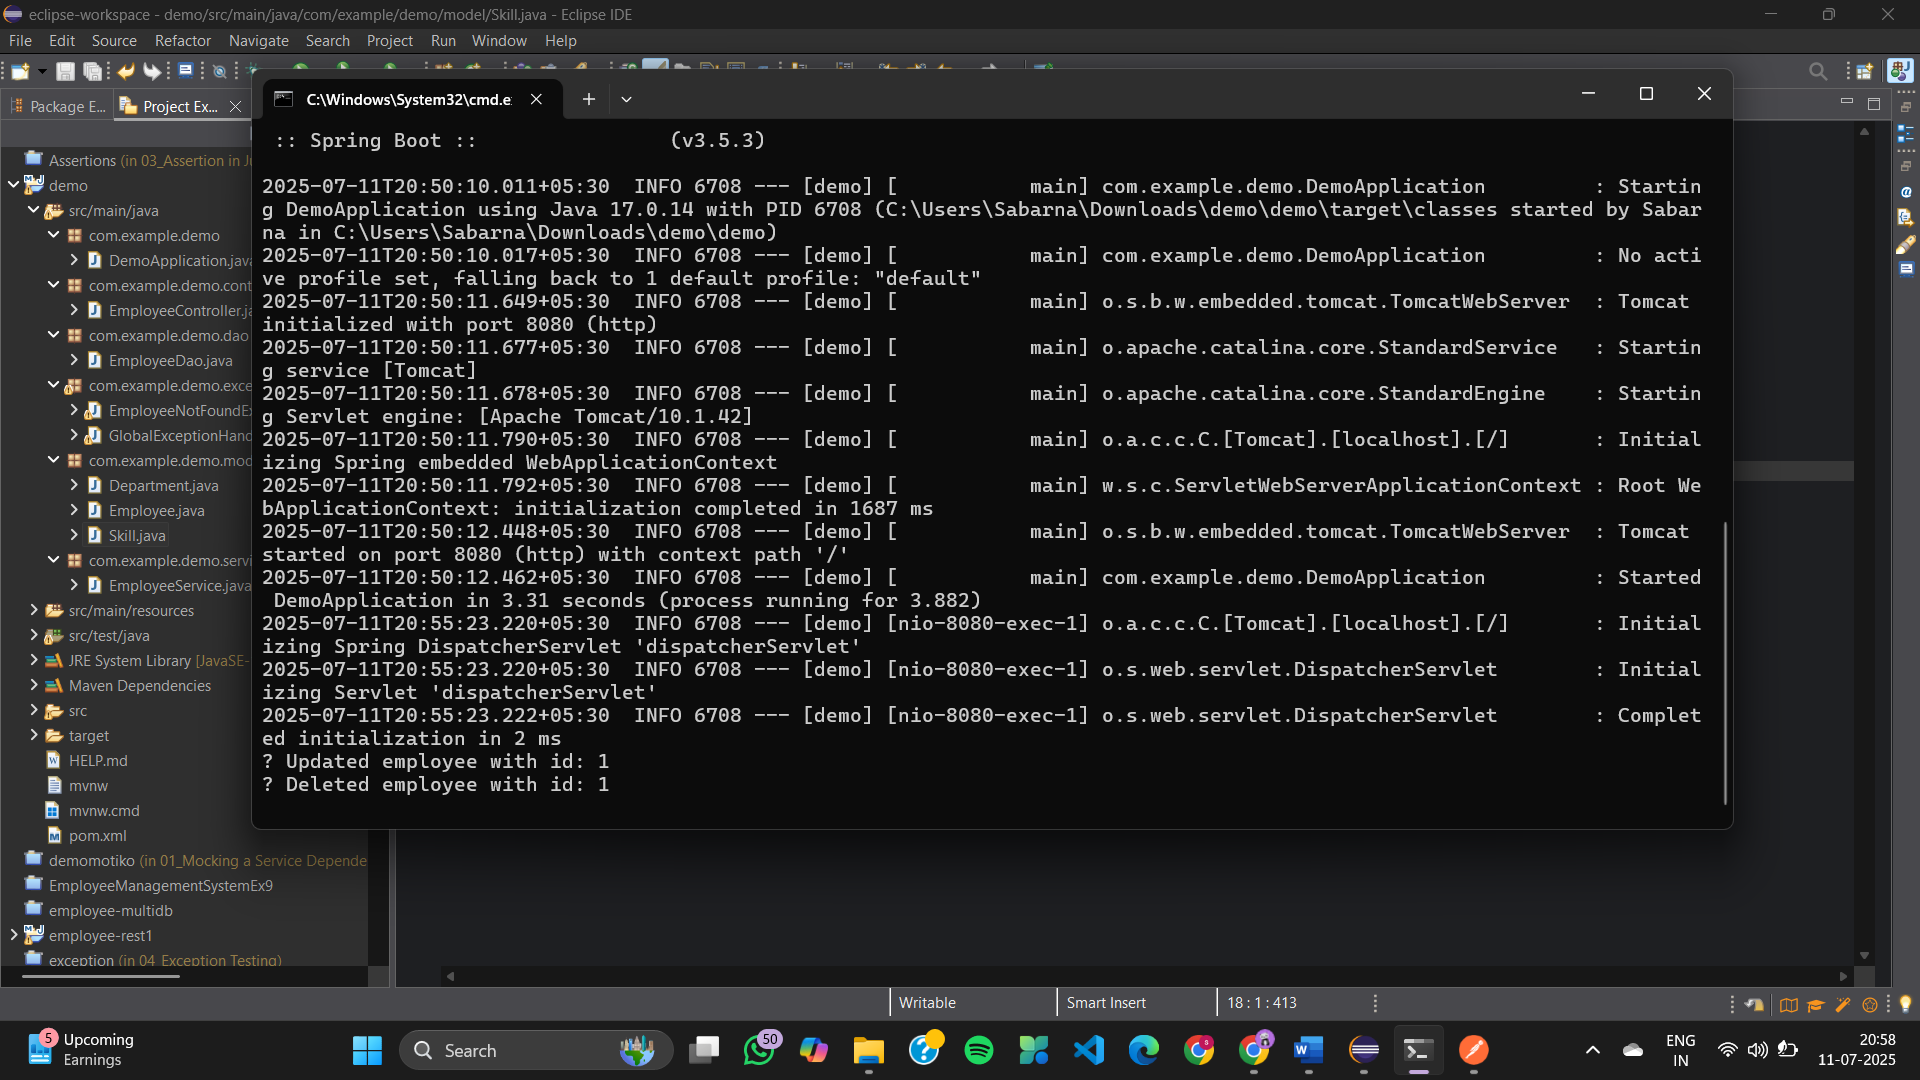 eclipse-workspace - demo/src/main/java/com/example/demo/model/Skill.java - Eclipse IDE
File Edit Source Refactor Navigate Search Project Run Window Help
Package E...
Project Ex...
Assertions (in 03_Assertion in Ju
demo
src/main/java
com.example.demo
DemoApplication.java
com.example.demo.cont
EmployeeController.ja
com.example.demo.dao
EmployeeDao.java
com.example.demo.exce
EmployeeNotFoundEx
GlobalExceptionHand
com.example.demo.mod
Department.java
Employee.java
Skill.java
com.example.demo.servi
EmployeeService.java
src/main/resources
src/test/java
JRE System Library [JavaSE-
Maven Dependencies
src
target
HELP.md
mvnw
mvnw.cmd
pom.xml
demomotiko (in 01_Mocking a Service Depende
EmployeeManagementSystemEx9
employee-multidb
employee-rest1
exception (in 04_Exception Testing)
C:\Windows\System32\cmd.e:
:: Spring Boot :: (v3.5.3)
2025-07-11T20:50:10.011+05:30 INFO 6708 --- [demo] [ main] com.example.demo.DemoApplication : Startin
g DemoApplication using Java 17.0.14 with PID 6708 (C:\Users\Sabarna\Downloads\demo\demo\target\classes started by Sabar
na in C:\Users\Sabarna\Downloads\demo\demo)
2025-07-11T20:50:10.017+05:30 INFO 6708 --- [demo] [ main] com.example.demo.DemoApplication : No acti
ve profile set, falling back to 1 default profile: "default"
2025-07-11T20:50:11.649+05:30 INFO 6708 --- [demo] [ main] o.s.b.w.embedded.tomcat.TomcatWebServer : Tomcat
initialized with port 8080 (http)
2025-07-11T20:50:11.677+05:30 INFO 6708 --- [demo] [ main] o.apache.catalina.core.StandardService : Startin
g service [Tomcat]
2025-07-11T20:50:11.678+05:30 INFO 6708 --- [demo] [ main] o.apache.catalina.core.StandardEngine : Startin
g Servlet engine: [Apache Tomcat/10.1.42]
2025-07-11T20:50:11.790+05:30 INFO 6708 --- [demo] [ main] o.a.c.c.C.[Tomcat].[localhost].[/] : Initial
izing Spring embedded WebApplicationContext
2025-07-11T20:50:11.792+05:30 INFO 6708 --- [demo] [ main] w.s.c.ServletWebServerApplicationContext : Root We
bApplicationContext: initialization completed in 1687 ms
2025-07-11T20:50:12.448+05:30 INFO 6708 --- [demo] [ main] o.s.b.w.embedded.tomcat.TomcatWebServer : Tomcat
started on port 8080 (http) with context path '/'
2025-07-11T20:50:12.462+05:30 INFO 6708 --- [demo] [ main] com.example.demo.DemoApplication : Started
DemoApplication in 3.31 seconds (process running for 3.882)
2025-07-11T20:55:23.220+05:30 INFO 6708 --- [demo] [nio-8080-exec-1] o.a.c.c.C.[Tomcat].[localhost].[/] : Initial
izing Spring DispatcherServlet 'dispatcherServlet'
2025-07-11T20:55:23.220+05:30 INFO 6708 --- [demo] [nio-8080-exec-1] o.s.web.servlet.DispatcherServlet : Initial
izing Servlet 'dispatcherServlet'
2025-07-11T20:55:23.222+05:30 INFO 6708 --- [demo] [nio-8080-exec-1] o.s.web.servlet.DispatcherServlet : Complet
ed initialization in 2 ms
? Updated employee with id: 1
? Deleted employee with id: 1
Writable
Smart Insert
18 : 1 : 413
5
Upcoming
Earnings
Search
50
8
ENG
IN
20:58
11-07-2025